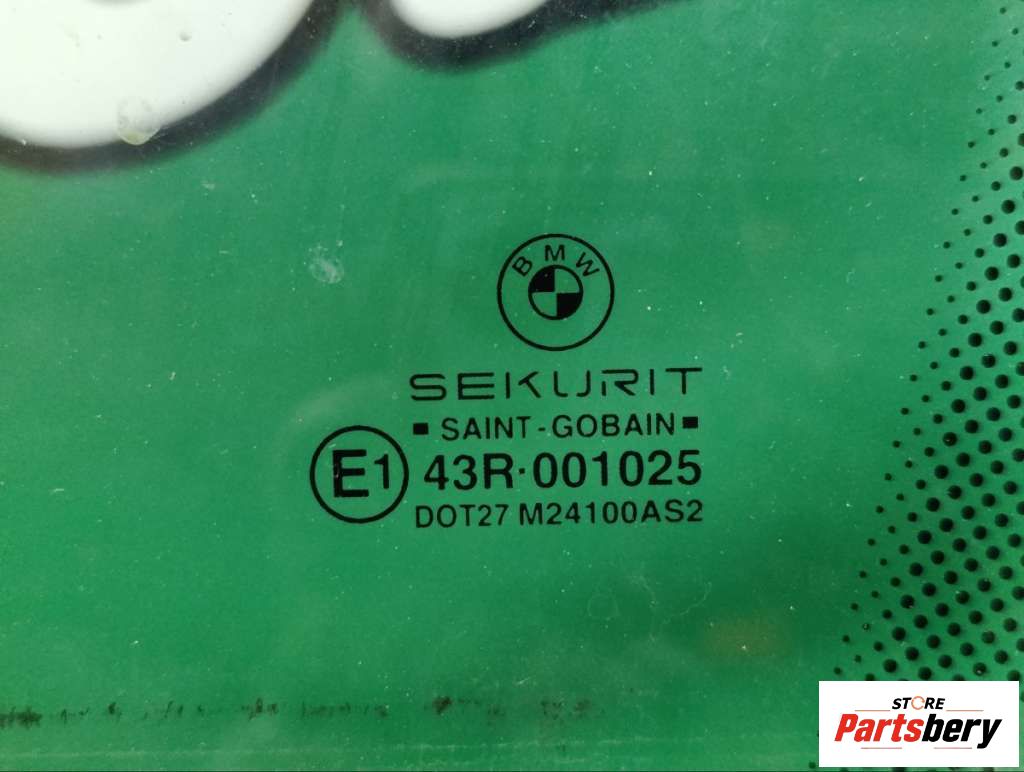 BMW
SEKURIT
SAINT-GOBAIN
E1
43R·001025
DOT27 M24100AS2
STORE
Partsbery